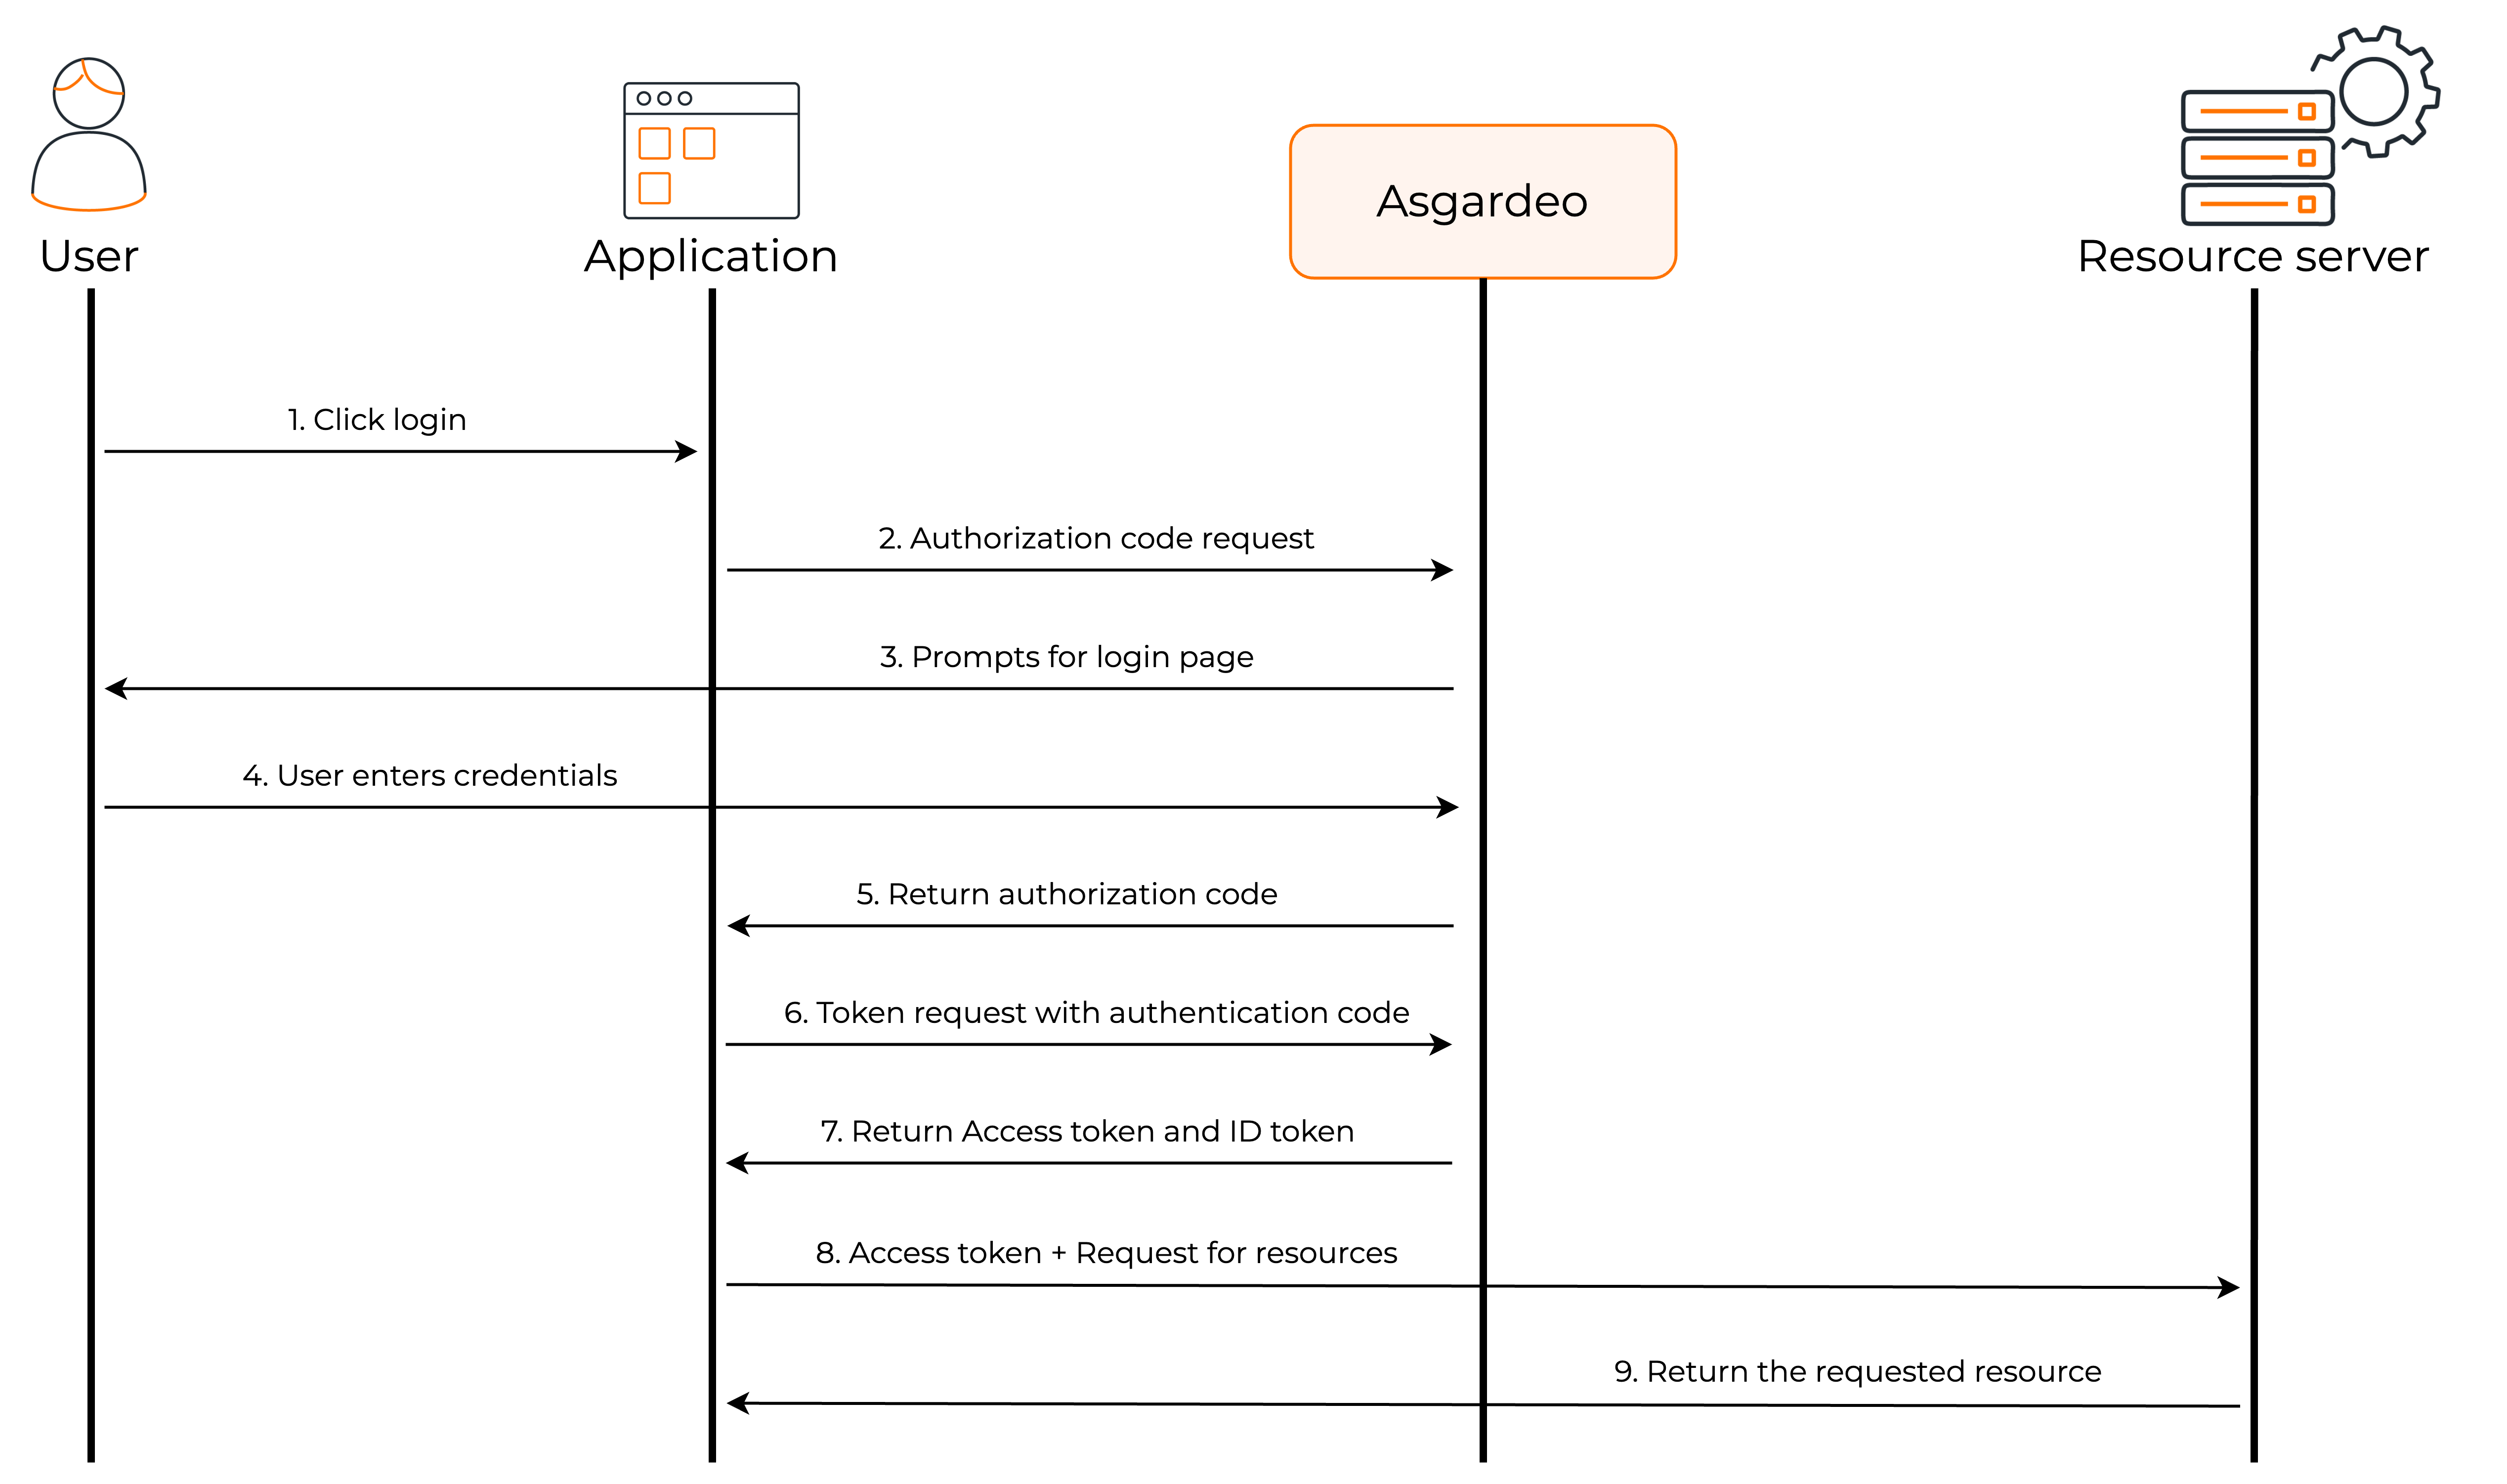 User
Application
Asgardeo
Resource server
1. Click login
2. Authorization code request
3. Prompts for login page
4. User enters credentials
5. Return authorization code
6. Token request with authentication code
7. Return Access token and ID token
8. Access token + Request for resources
9. Return the requested resource